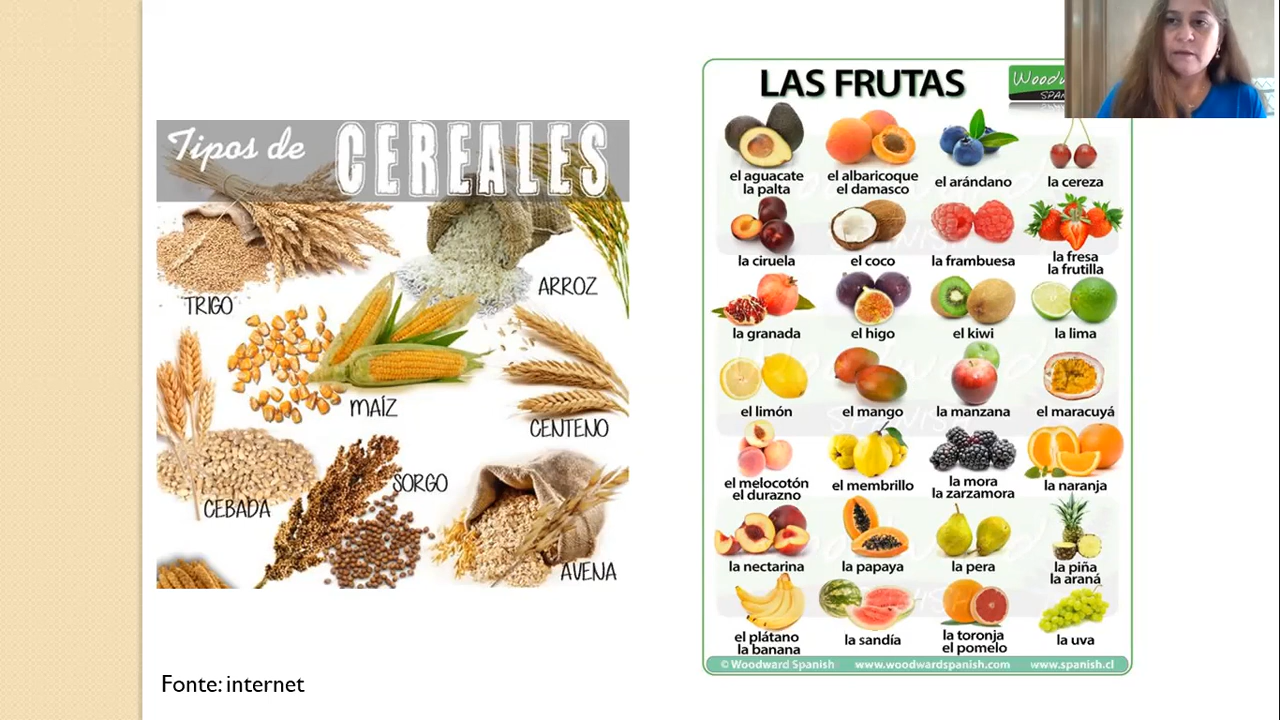 Tipos de CEREALES
TRIGO
ARROZ
MAÍZ
CENTENO
CEBADA
SORGO
AVENA
Fonte: internet
LAS FRUTAS
el aguacate
la palta
el albaricoque
el damasco
el arándano
la cereza
la ciruela
el coco
la frambuesa
la fresa
la frutilla
la granada
el higo
el kiwi
la lima
el limón
el mango
la manzana
el maracuyá
el melocotón
el durazno
el membrillo
la mora
la zarzamora
la naranja
la nectarina
la papaya
la pera
la piña
la araná
el plátano
la banana
la sandía
la toronja
el pomelo
la uva
© Woodward Spanish www.woodwardspanish.com www.spanish.cl